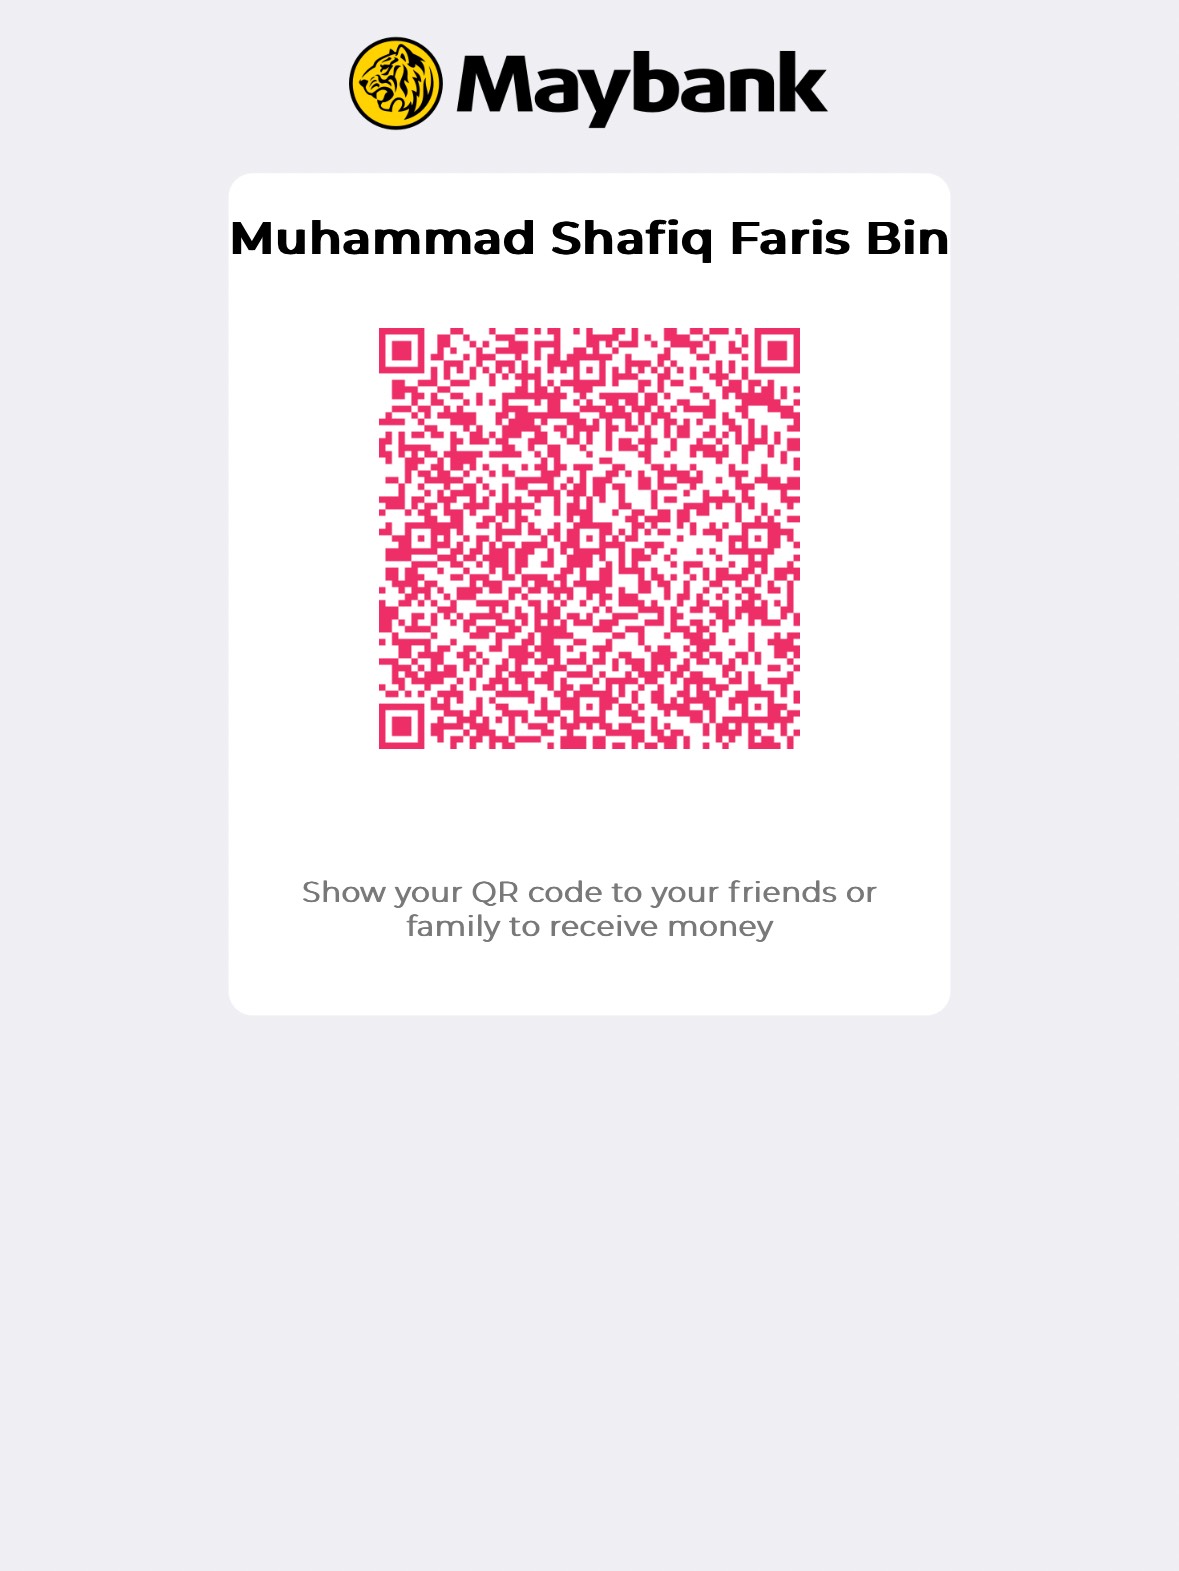 Maybank
Muhammad Shafiq Faris Bin
Show your QR code to your friends or
family to receive money